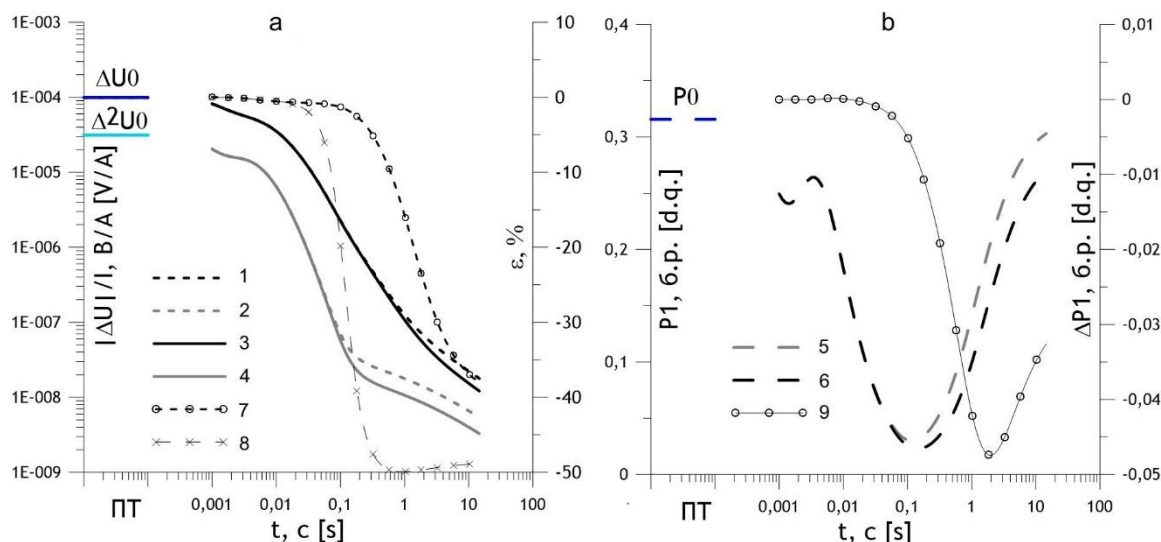 a
1E-003
1E-004
1E-005
1E-006
1E-007
1E-008
1E-009
ΔU0
Δ²U0
|ΔU|/I, В/А [V/A]
1
2
3
4
7
8
10
0
-10
-20
-30
-40
-50
ε, %
ПТ
0,001
0,01
0,1
1
10
100
t, c [s]
b
0,4
0,3
0,2
0,1
0
P0
P1, б.р. [d.q.]
5
6
9
0,01
0
-0,01
-0,02
-0,03
-0,04
-0,05
ΔP1, б.р. [d.q.]
ПТ
0,001
0,01
0,1
1
10
100
t, c [s]